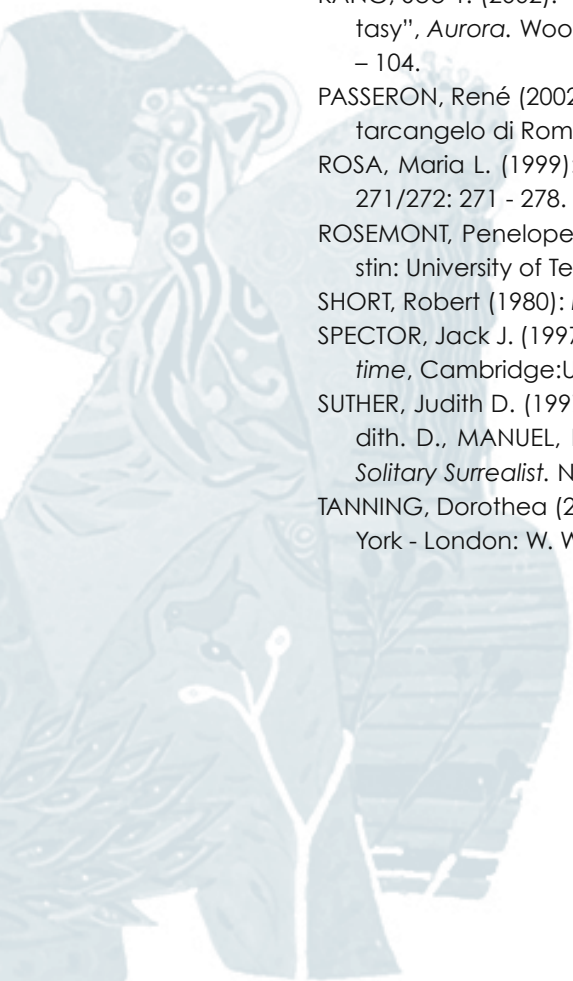 tasy”, Aurora. Woo
– 104.
PASSERON, René (2002
tarcangelo di Rom
ROSA, Maria L. (1999):
271/272: 271 - 278.
ROSEMONT, Penelope
stin: University of Te
SHORT, Robert (1980):
SPECTOR, Jack J. (1997
time, Cambridge:U
SUTHER, Judith D. (199
dith. D., MANUEL,
Solitary Surrealist. N
TANNING, Dorothea (2
York - London: W. W